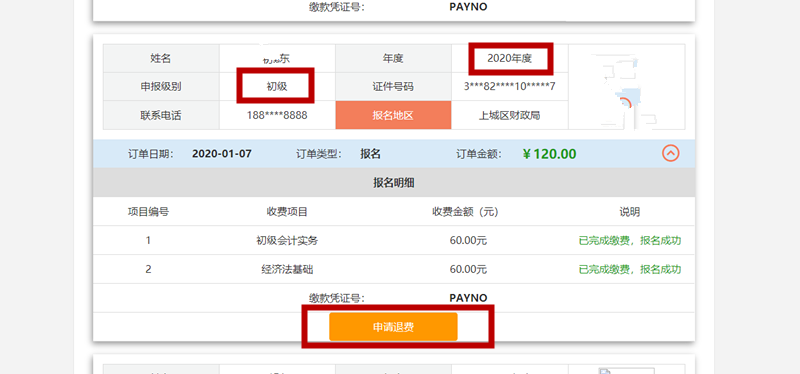 缴款凭证号： PAYNO
姓名 东 年度 2020年度
申报级别 初级 证件号码 3***82****10*****7
联系电话 188****8888 报名地区 上城区财政局
订单日期： 2020-01-07 订单类型： 报名 订单金额： ￥120.00
报名明细
项目编号 收费项目 收费金额（元） 说明
1 初级会计实务 60.00元 已完成缴费，报名成功
2 经济法基础 60.00元 已完成缴费，报名成功
缴款凭证号： PAYNO
申请退费